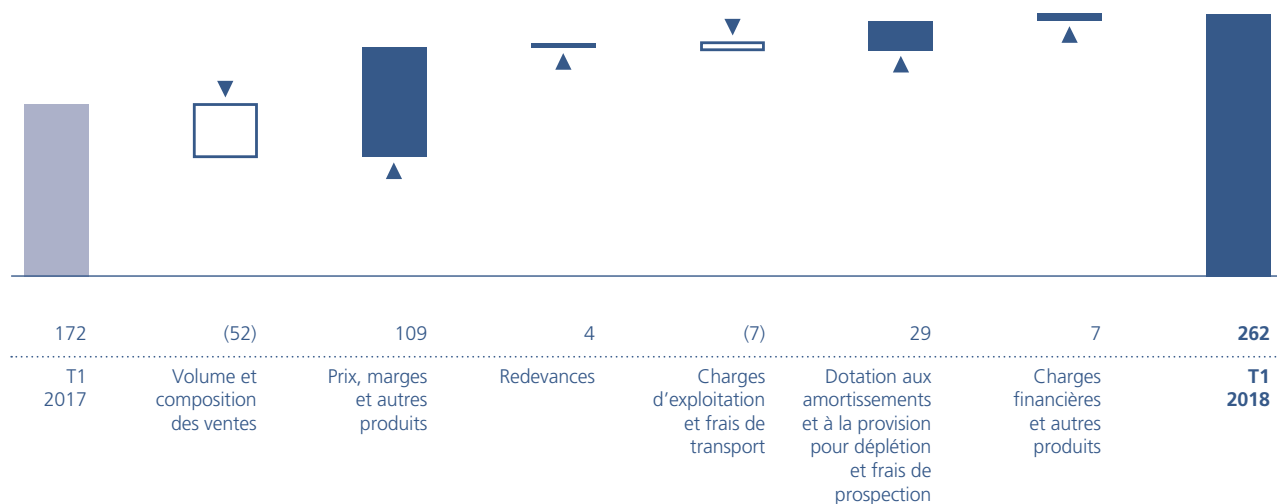 172 (52) 109 4 (7) 29 7 262
T1
2017
Volume et
composition
des ventes
Prix, marges
et autres
produits
Redevances
Charges
d’exploitation
et frais de
transport
Dotation aux
amortissements
et à la provision
pour déplétion
et frais de
prospection
Charges
financières
et autres
produits
T1
2018